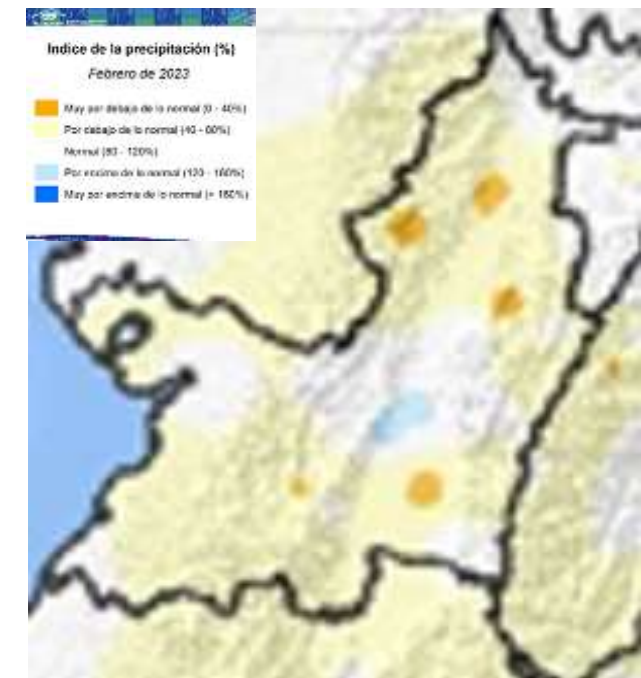 Indice de la precipitación (%)
Febrero de 2023
Muy por debajo de lo normal (0 - 40%)
Por debajo de lo normal (40 - 80%)
Normal (80 - 120%)
Por encima de lo normal (120 - 160%)
Muy por encima de lo normal (> 160%)